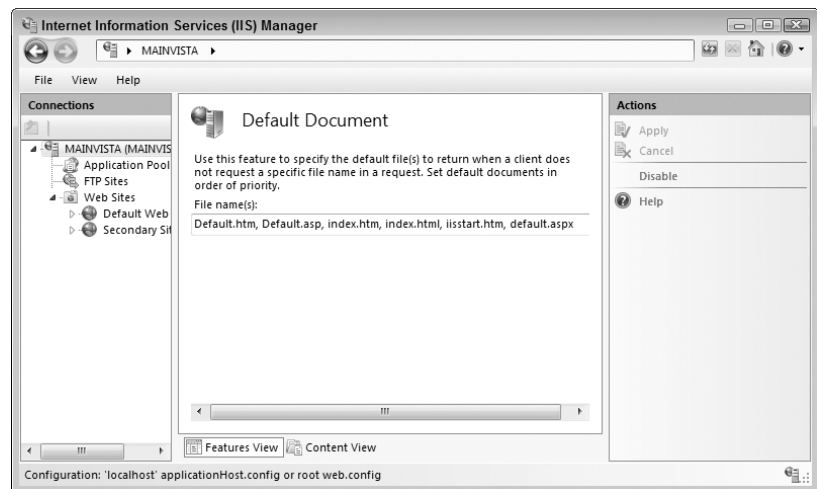 Internet Information Services (IIS) Manager
MAINVISTA
File View Help
Connections
MAINVISTA (MAINVIS
Application Pool
FTP Sites
Web Sites
Default Web
Secondary Sit
Default Document
Use this feature to specify the default file(s) to return when a client does
not request a specific file name in a request. Set default documents in
order of priority.
File name(s):
Default.htm, Default.asp, index.htm, index.html, iisstart.htm, default.aspx
Features View Content View
Actions
Apply
Cancel
Disable
Help
Configuration: 'localhost' applicationHost.config or root web.config